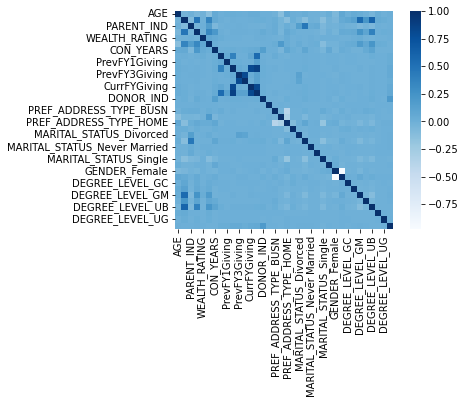 AGE
PARENT_IND
WEALTH_RATING
CON_YEARS
PrevFY1Giving
PrevFY3Giving
CurrFYGiving
DONOR_IND
PREF_ADDRESS_TYPE_BUSN
PREF_ADDRESS_TYPE_HOME
MARITAL_STATUS_Divorced
MARITAL_STATUS_Never Married
MARITAL_STATUS_Single
GENDER_Female
DEGREE_LEVEL_GC
DEGREE_LEVEL_GM
DEGREE_LEVEL_UB
DEGREE_LEVEL_UG
AGE
PARENT_IND
WEALTH_RATING
CON_YEARS
PrevFY1Giving
PrevFY3Giving
CurrFYGiving
DONOR_IND
PREF_ADDRESS_TYPE_BUSN
PREF_ADDRESS_TYPE_HOME
MARITAL_STATUS_Divorced
MARITAL_STATUS_Never Married
MARITAL_STATUS_Single
GENDER_Female
DEGREE_LEVEL_GC
DEGREE_LEVEL_GM
DEGREE_LEVEL_UB
DEGREE_LEVEL_UG
1.00
0.75
0.50
0.25
0.00
−0.25
−0.50
−0.75